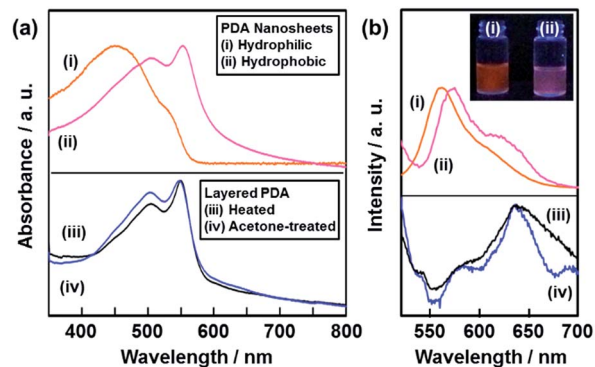 (a)
PDA Nanosheets
(i) Hydrophilic
(ii) Hydrophobic
(i)
(ii)
Layered PDA
(iii) Heated
(iv) Acetone-treated
(iii)
(iv)
Absorbance / a. u.
400 500 600 700 800
Wavelength / nm
(b)
(i) (ii)
(i)
(ii)
(iii)
(iv)
Intensity / a. u.
550 600 650 700
Wavelength / nm